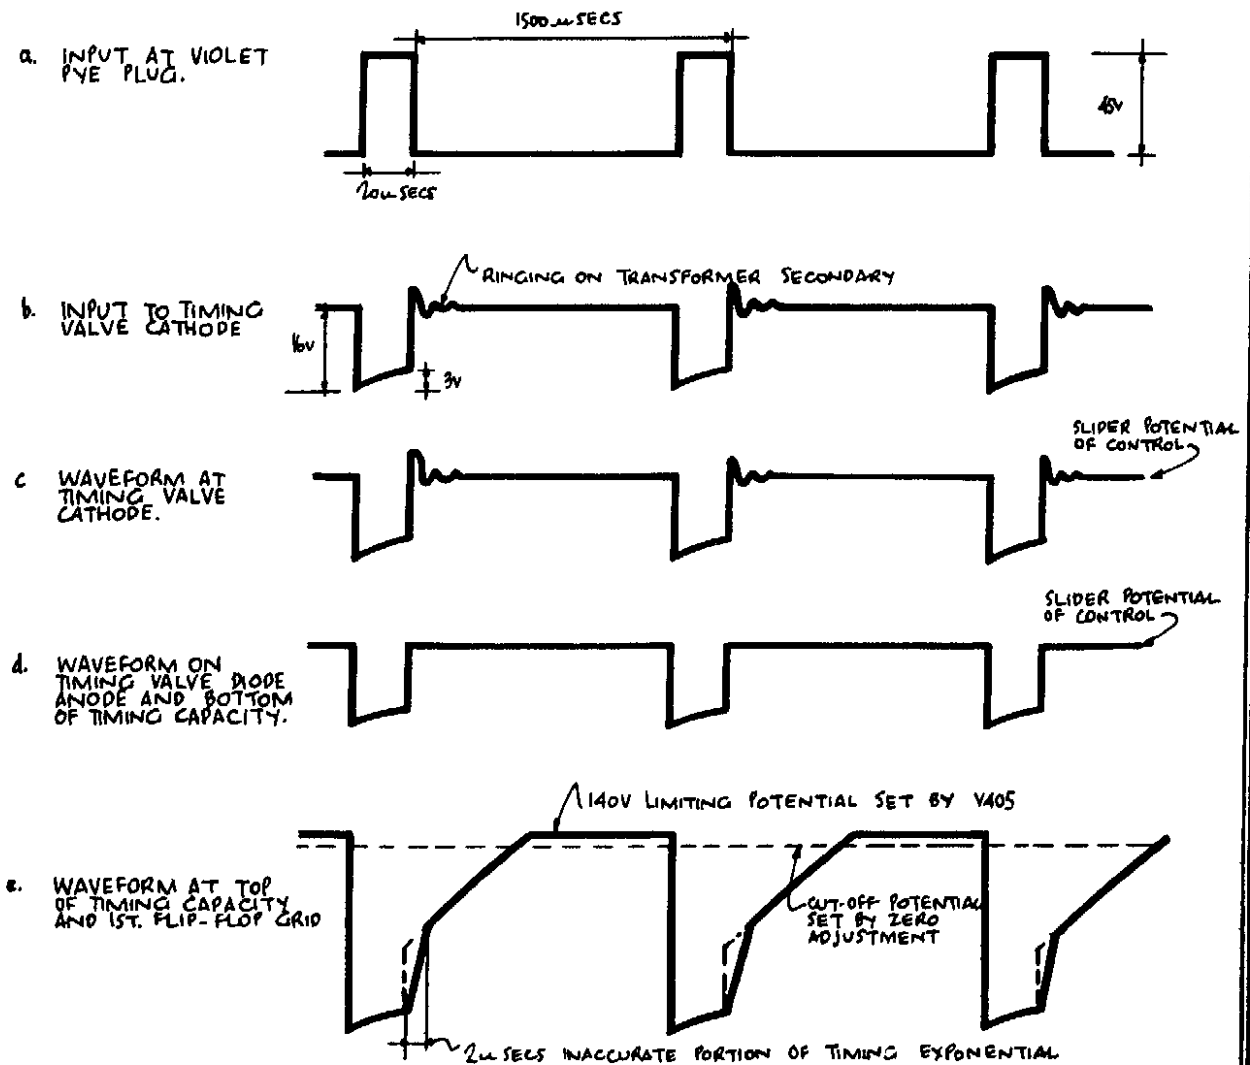 1500 µ SECS
a. INPUT AT VIOLET
PYE PLUG.
45V
20µ SECS
RINGING ON TRANSFORMER SECONDARY
b. INPUT TO TIMING
VALVE CATHODE
16V
3V
SLIDER POTENTIAL
OF CONTROL
c WAVEFORM AT
TIMING VALVE
CATHODE.
SLIDER POTENTIAL
OF CONTROL
d. WAVEFORM ON
TIMING VALVE DIODE
ANODE AND BOTTOM
OF TIMING CAPACITY.
140V LIMITING POTENTIAL SET BY V405
e. WAVEFORM AT TOP
OF TIMING CAPACITY
AND 1ST. FLIP-FLOP GRID
CUT-OFF POTENTIAL
SET BY ZERO
ADJUSTMENT
2µ SECS INACCURATE PORTION OF TIMING EXPONENTIAL